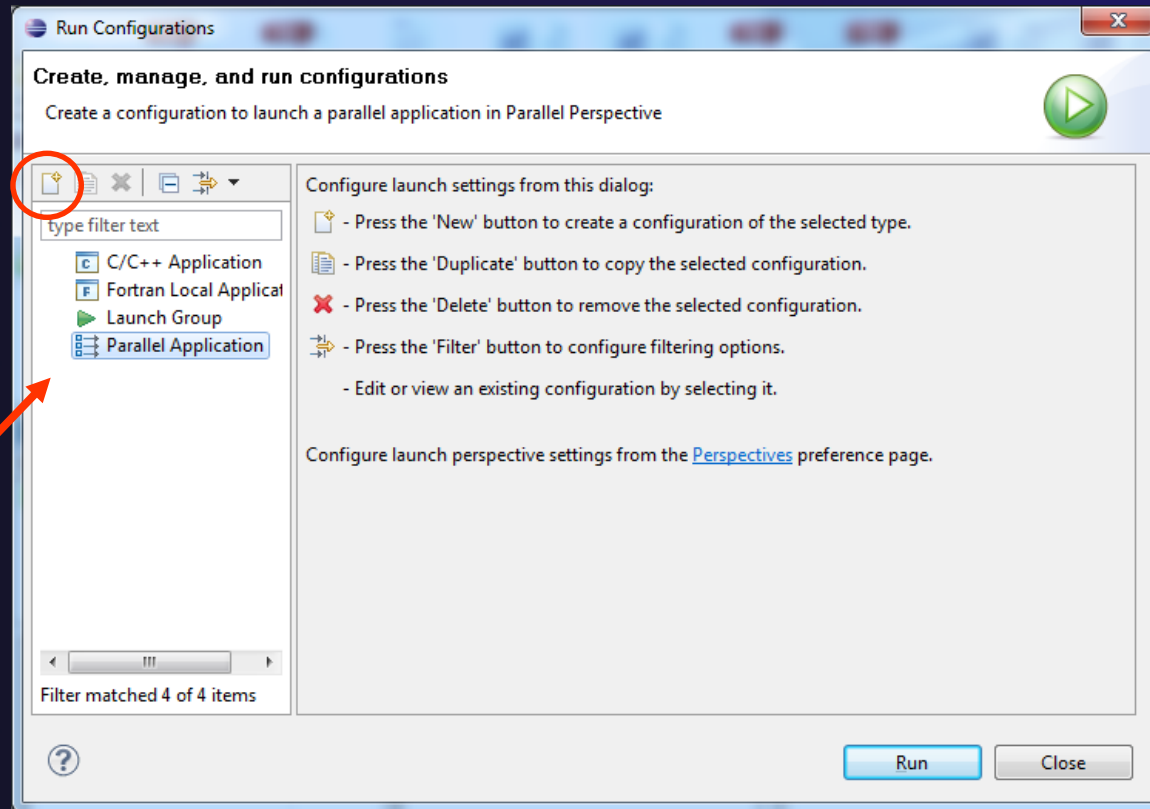 Run Configurations
Create, manage, and run configurations
Create a configuration to launch a parallel application in Parallel Perspective
type filter text
C/C++ Application
Fortran Local Applicat
Launch Group
Parallel Application
Filter matched 4 of 4 items
Configure launch settings from this dialog:
- Press the 'New' button to create a configuration of the selected type.
- Press the 'Duplicate' button to copy the selected configuration.
- Press the 'Delete' button to remove the selected configuration.
- Press the 'Filter' button to configure filtering options.
- Edit or view an existing configuration by selecting it.
Configure launch perspective settings from the Perspectives preference page.
Run
Close